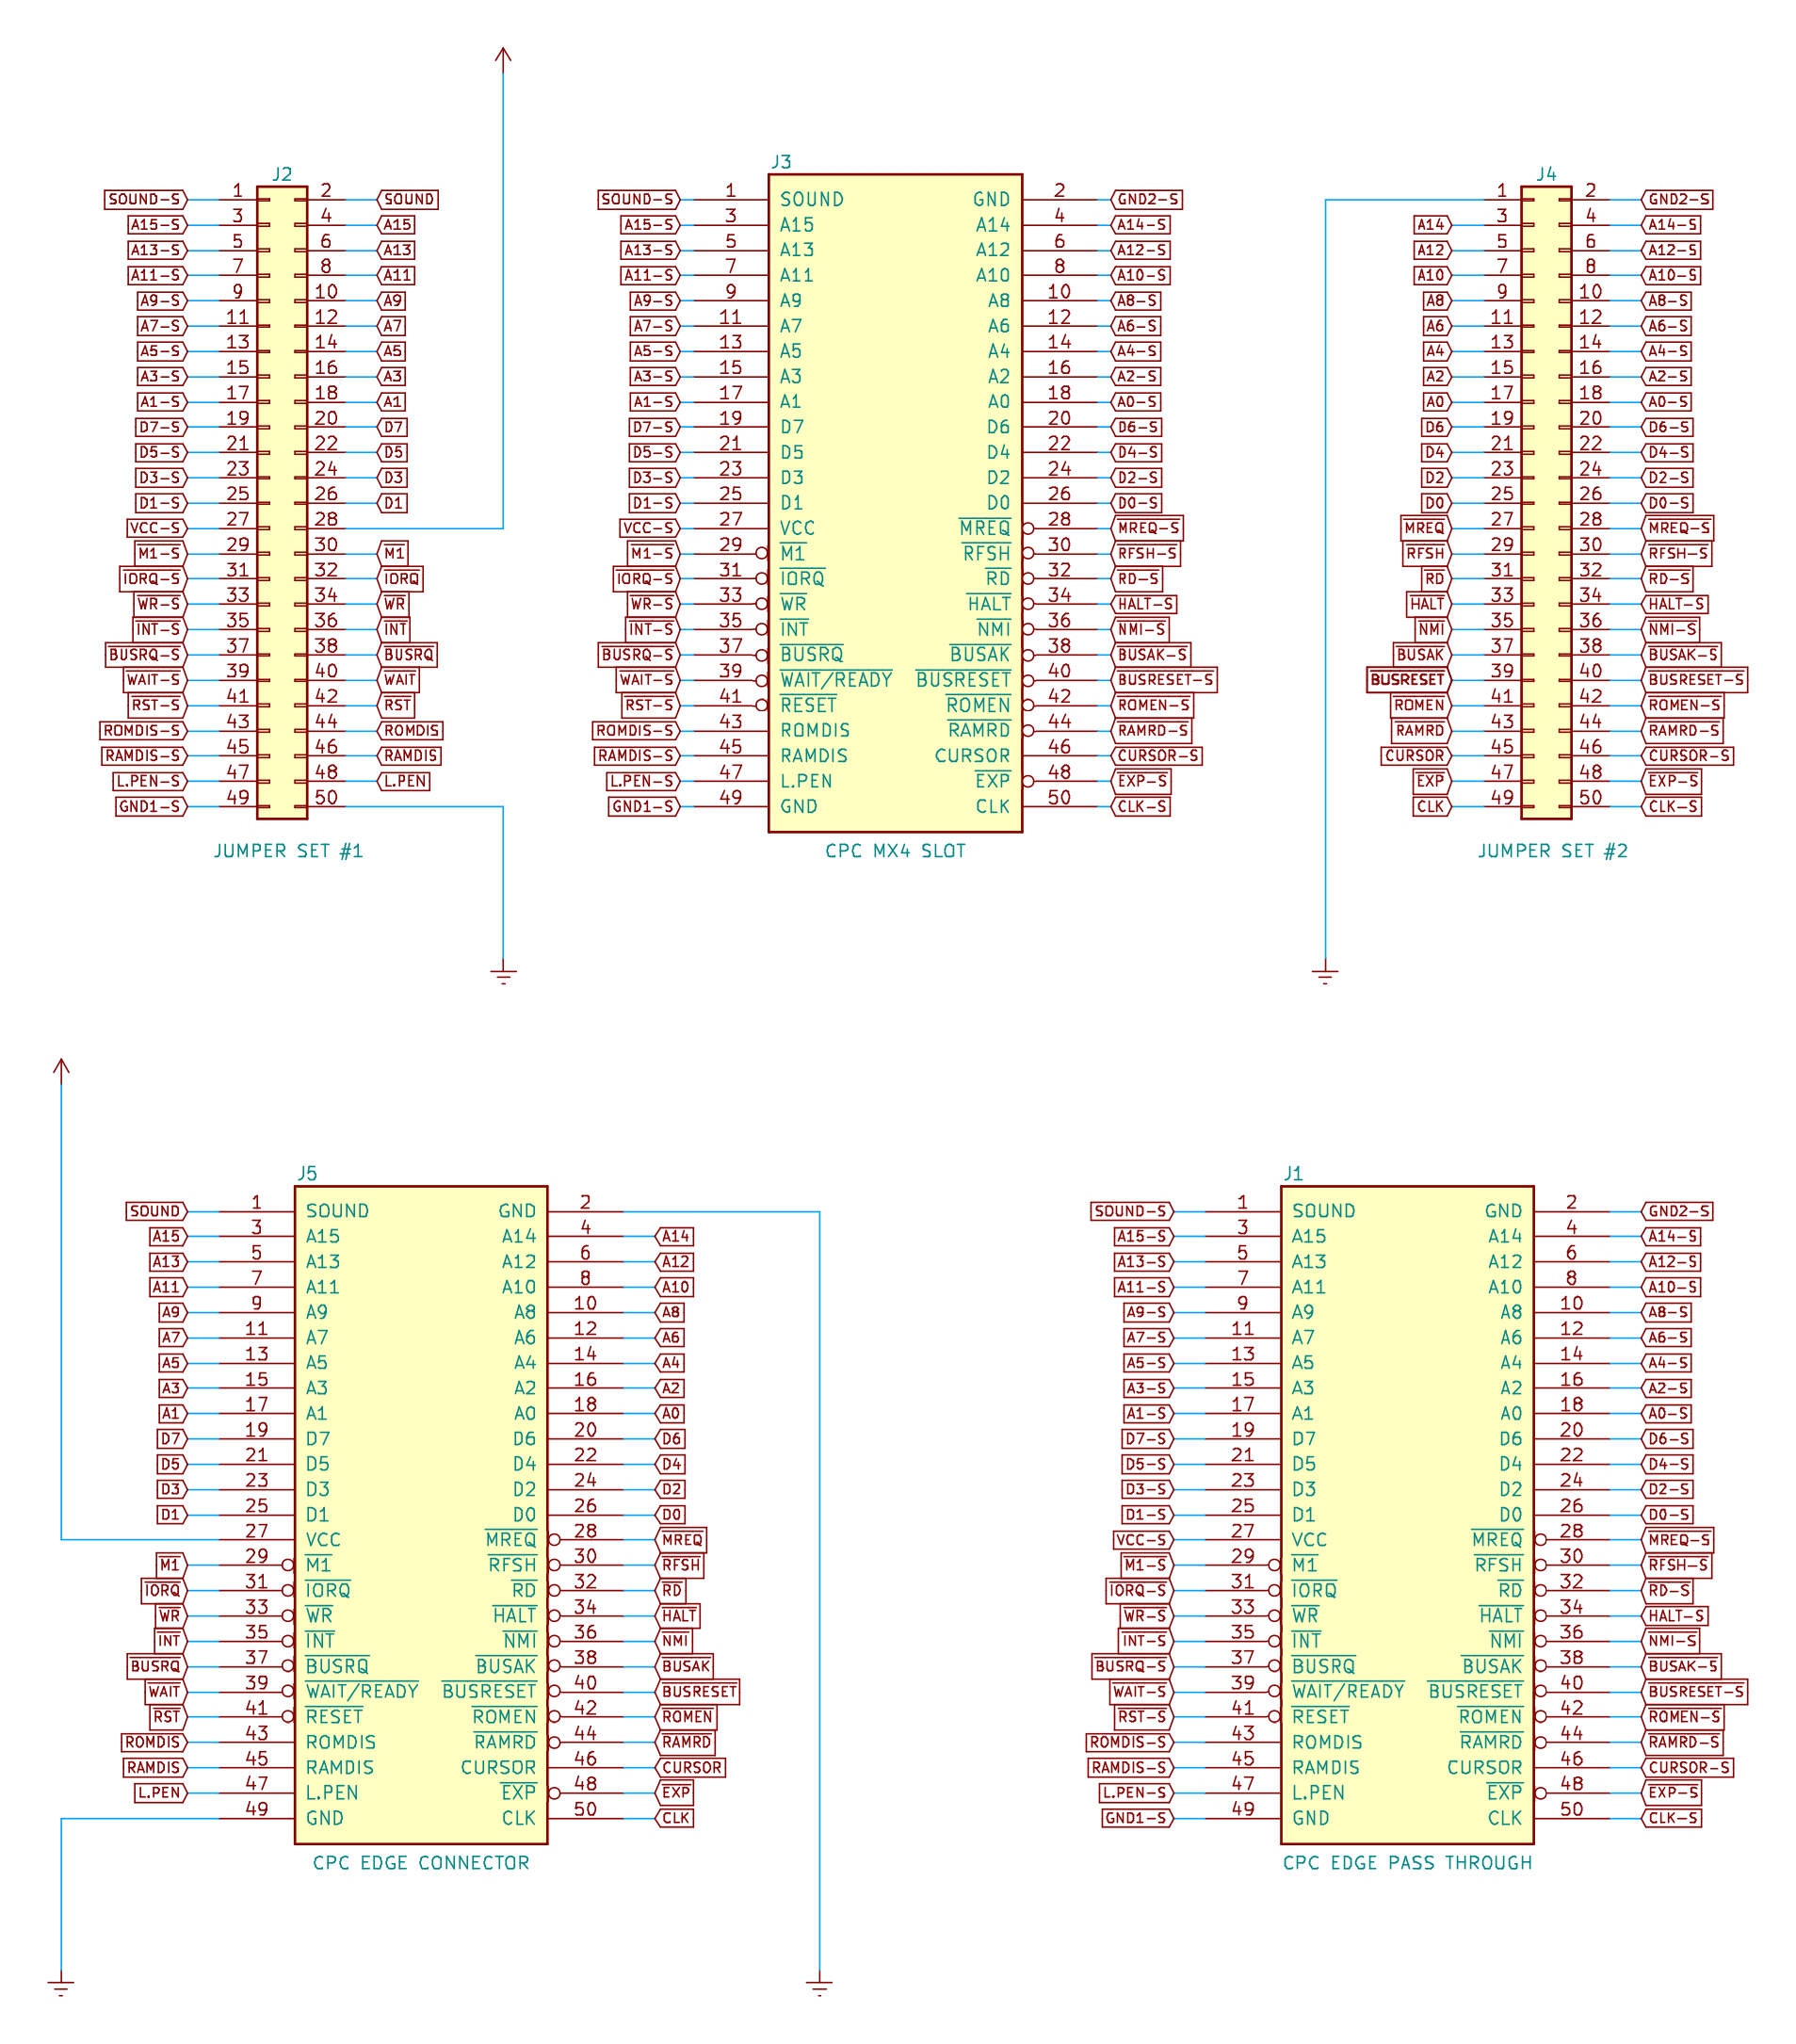 J2
SOUND-S 1 2 SOUND
A15-S 3 4 A15
A13-S 5 6 A13
A11-S 7 8 A11
A9-S 9 10 A9
A7-S 11 12 A7
A5-S 13 14 A5
A3-S 15 16 A3
A1-S 17 18 A1
D7-S 19 20 D7
D5-S 21 22 D5
D3-S 23 24 D3
D1-S 25 26 D1
VCC-S 27 28
M1-S 29 30 M1
IORQ-S 31 32 IORQ
WR-S 33 34 WR
INT-S 35 36 INT
BUSRQ-S 37 38 BUSRQ
WAIT-S 39 40 WAIT
RST-S 41 42 RST
ROMDIS-S 43 44 ROMDIS
RAMDIS-S 45 46 RAMDIS
L.PEN-S 47 48 L.PEN
GND1-S 49 50
JUMPER SET #1
J3
SOUND-S 1 SOUND GND 2 GND2-S
A15-S 3 A15 A14 4 A14-S
A13-S 5 A13 A12 6 A12-S
A11-S 7 A11 A10 8 A10-S
A9-S 9 A9 A8 10 A8-S
A7-S 11 A7 A6 12 A6-S
A5-S 13 A5 A4 14 A4-S
A3-S 15 A3 A2 16 A2-S
A1-S 17 A1 A0 18 A0-S
D7-S 19 D7 D6 20 D6-S
D5-S 21 D5 D4 22 D4-S
D3-S 23 D3 D2 24 D2-S
D1-S 25 D1 D0 26 D0-S
VCC-S 27 VCC MREQ 28 MREQ-S
M1-S 29 M1 RFSH 30 RFSH-S
IORQ-S 31 IORQ RD 32 RD-S
WR-S 33 WR HALT 34 HALT-S
INT-S 35 INT NMI 36 NMI-S
BUSRQ-S 37 BUSRQ BUSAK 38 BUSAK-S
WAIT-S 39 WAIT/READY BUSRESET 40 BUSRESET-S
RST-S 41 RESET ROMEN 42 ROMEN-S
ROMDIS-S 43 ROMDIS RAMRD 44 RAMRD-S
RAMDIS-S 45 RAMDIS CURSOR 46 CURSOR-S
L.PEN-S 47 L.PEN EXP 48 EXP-S
GND1-S 49 GND CLK 50 CLK-S
CPC MX4 SLOT
J4
1 2 GND2-S
A14 3 4 A14-S
A12 5 6 A12-S
A10 7 8 A10-S
A8 9 10 A8-S
A6 11 12 A6-S
A4 13 14 A4-S
A2 15 16 A2-S
A0 17 18 A0-S
D6 19 20 D6-S
D4 21 22 D4-S
D2 23 24 D2-S
D0 25 26 D0-S
MREQ 27 28 MREQ-S
RFSH 29 30 RFSH-S
RD 31 32 RD-S
HALT 33 34 HALT-S
NMI 35 36 NMI-S
BUSAK 37 38 BUSAK-S
BUSRESET 39 40 BUSRESET-S
ROMEN 41 42 ROMEN-S
RAMRD 43 44 RAMRD-S
CURSOR 45 46 CURSOR-S
EXP 47 48 EXP-S
CLK 49 50 CLK-S
JUMPER SET #2
J5
SOUND 1 SOUND GND 2
A15 3 A15 A14 4 A14
A13 5 A13 A12 6 A12
A11 7 A11 A10 8 A10
A9 9 A9 A8 10 A8
A7 11 A7 A6 12 A6
A5 13 A5 A4 14 A4
A3 15 A3 A2 16 A2
A1 17 A1 A0 18 A0
D7 19 D7 D6 20 D6
D5 21 D5 D4 22 D4
D3 23 D3 D2 24 D2
D1 25 D1 D0 26 D0
27 VCC MREQ 28 MREQ
M1 29 M1 RFSH 30 RFSH
IORQ 31 IORQ RD 32 RD
WR 33 WR HALT 34 HALT
INT 35 INT NMI 36 NMI
BUSRQ 37 BUSRQ BUSAK 38 BUSAK
WAIT 39 WAIT/READY BUSRESET 40 BUSRESET
RST 41 RESET ROMEN 42 ROMEN
ROMDIS 43 ROMDIS RAMRD 44 RAMRD
RAMDIS 45 RAMDIS CURSOR 46 CURSOR
L.PEN 47 L.PEN EXP 48 EXP
49 GND CLK 50 CLK
CPC EDGE CONNECTOR
J1
SOUND-S 1 SOUND GND 2 GND2-S
A15-S 3 A15 A14 4 A14-S
A13-S 5 A13 A12 6 A12-S
A11-S 7 A11 A10 8 A10-S
A9-S 9 A9 A8 10 A8-S
A7-S 11 A7 A6 12 A6-S
A5-S 13 A5 A4 14 A4-S
A3-S 15 A3 A2 16 A2-S
A1-S 17 A1 A0 18 A0-S
D7-S 19 D7 D6 20 D6-S
D5-S 21 D5 D4 22 D4-S
D3-S 23 D3 D2 24 D2-S
D1-S 25 D1 D0 26 D0-S
VCC-S 27 VCC MREQ 28 MREQ-S
M1-S 29 M1 RFSH 30 RFSH-S
IORQ-S 31 IORQ RD 32 RD-S
WR-S 33 WR HALT 34 HALT-S
INT-S 35 INT NMI 36 NMI-S
BUSRQ-S 37 BUSRQ BUSAK 38 BUSAK-S
WAIT-S 39 WAIT/READY BUSRESET 40 BUSRESET-S
RST-S 41 RESET ROMEN 42 ROMEN-S
ROMDIS-S 43 ROMDIS RAMRD 44 RAMRD-S
RAMDIS-S 45 RAMDIS CURSOR 46 CURSOR-S
L.PEN-S 47 L.PEN EXP 48 EXP-S
GND1-S 49 GND CLK 50 CLK-S
CPC EDGE PASS THROUGH